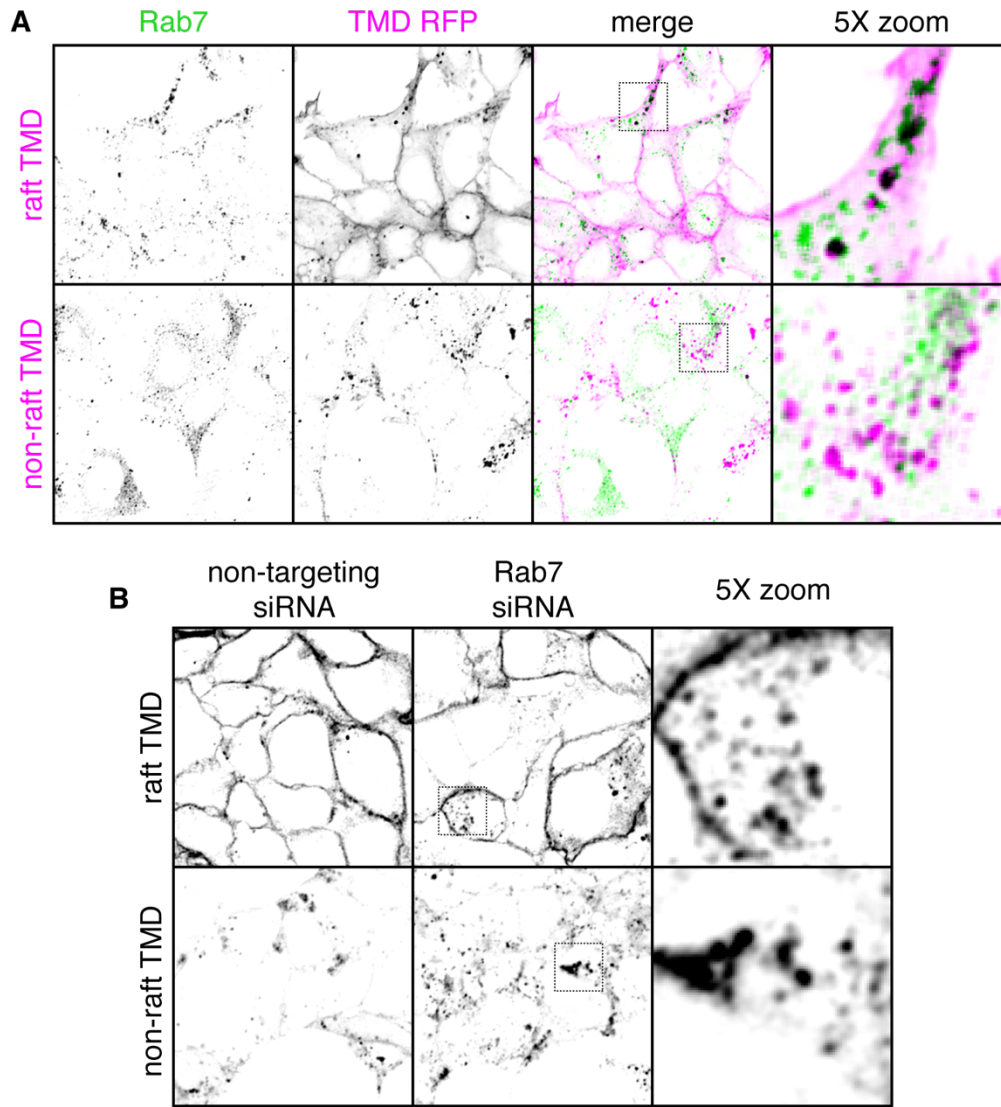 A
Rab7 TMD RFP merge 5X zoom
raft TMD
non-raft TMD
B
non-targeting siRNA
Rab7 siRNA
5X zoom
raft TMD
non-raft TMD